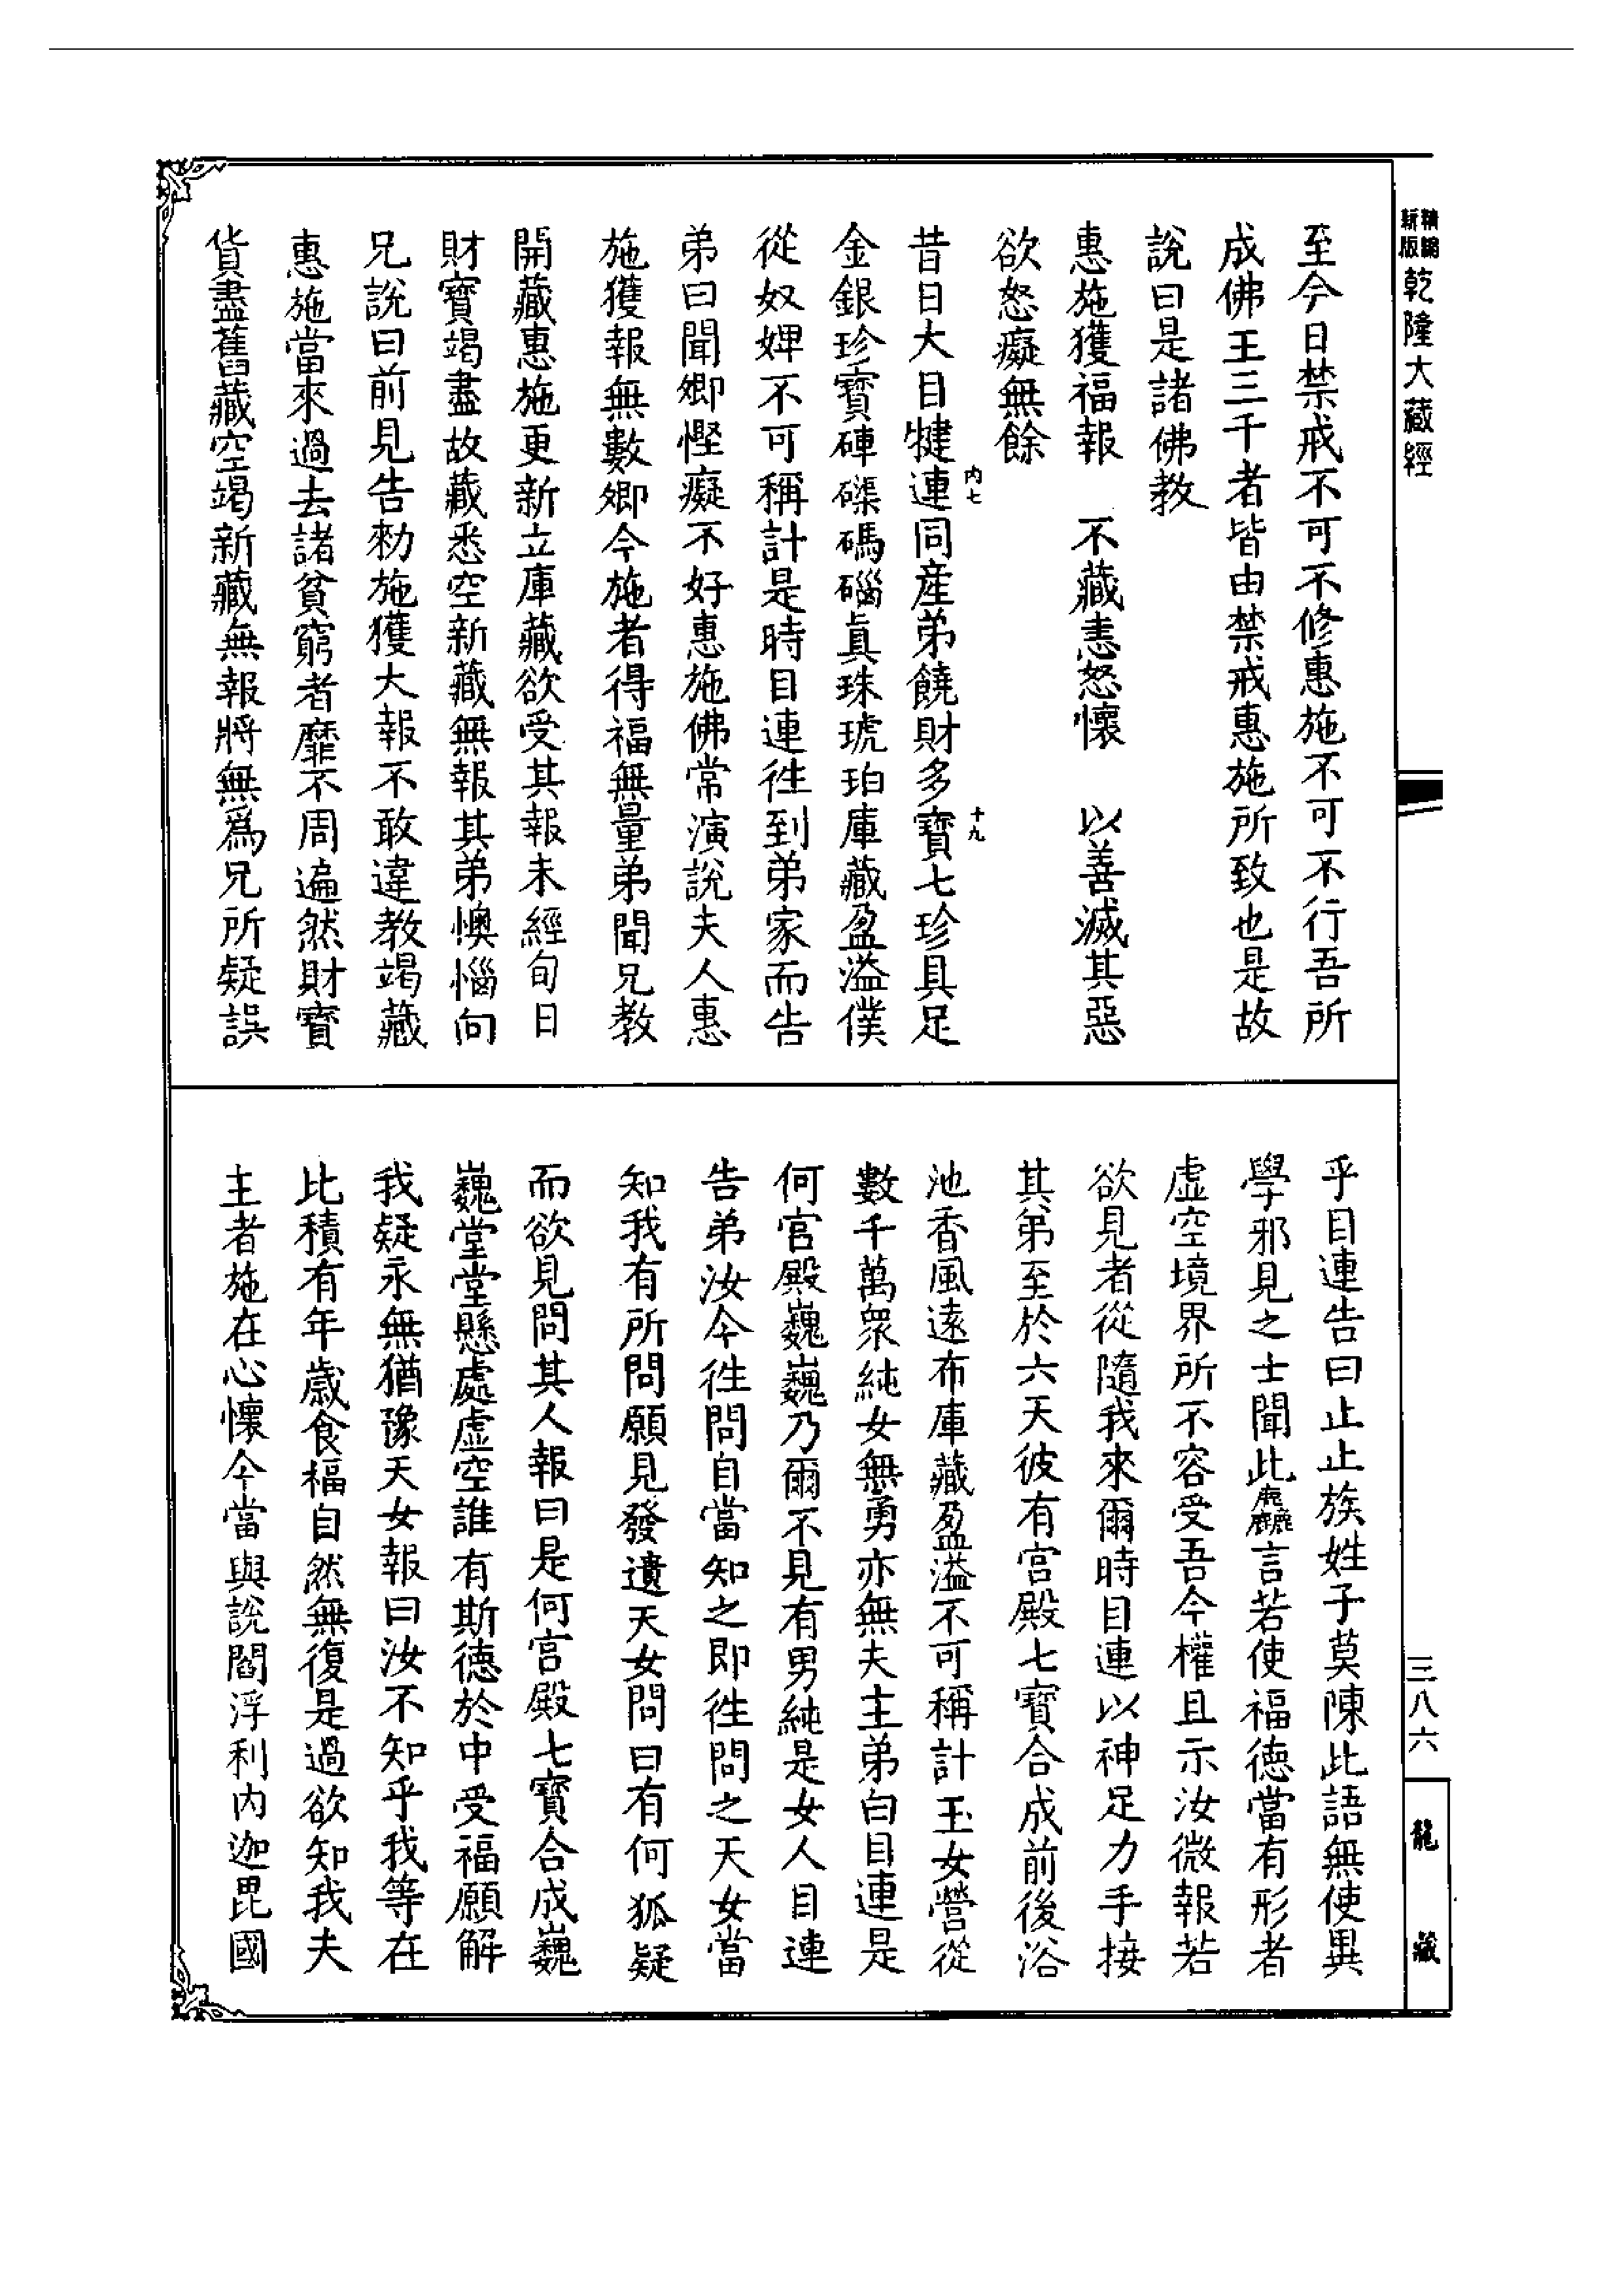 精編新版 乾隆大藏經
至今日禁戒不可不修惠施不可不行吾所
成佛王三千者皆由禁戒惠施所致也是故
說曰是諸佛教
惠施獲福報 不藏恚怒懷 以善滅其惡
欲怒癡無餘
昔日大目犍連同産弟饒財多寶七珍具足
内七 十九
金銀珍寶硨磲碼碯真珠琥珀庫藏盈溢僕
從奴婢不可稱計是時目連往到弟家而告
弟曰聞卿慳癡不好惠施佛常演說夫人惠
施獲報無數卿今施者得福無量弟聞兄教
開藏惠施更新立庫藏欲受其報未經旬日
財寶竭盡故藏悉空新藏無報其弟懊惱向
兄說曰前見告勑施獲大報不敢違教竭藏
惠施當來過去諸貧窮者靡不周遍然財寶
貨盡舊藏空竭新藏無報將無爲兄所疑誤
乎目連告曰止止族姓子莫陳此語無使異
學邪見之士聞此麤言若使福德當有形者
虛空境界所不容受吾今權且示汝微報若
欲見者從隨我來爾時目連以神足力手接
其弟至於六天彼有宫殿七寶合成前後浴
池香風遠布庫藏盈溢不可稱計玉女營從
數千萬眾純女無男亦無夫主弟白目連是
何宫殿巍巍乃爾不見有男純是女人目連
告弟汝今往問自當知之即往問之天女當
知我有所問願見發遣天女問曰有何狐疑
而欲見問其人報曰是何宫殿七寶合成巍
巍堂堂懸處虛空誰有斯德於中受福願解
我疑永無猶豫天女報曰汝不知乎我等在
比積有年歲食福自然無復是過欲知我夫
主者施在心懷今當與說閻浮利内迦毘國
三八六
龍藏